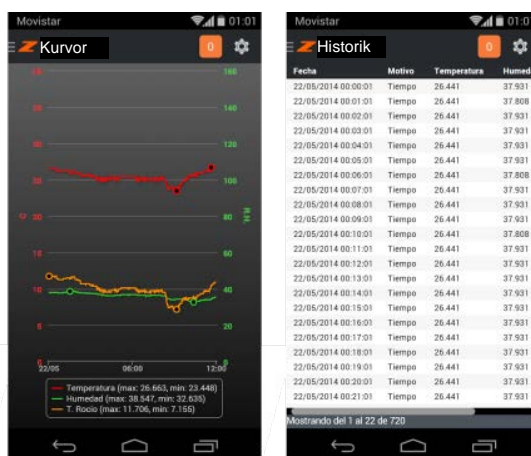 Movistar 01:01
Z Kurvor 0
160
140
120
100
20 80
C R.H.
15 60
10 40
5 20
0 0
22/05 06:00 12:00
Temperatura (max: 26.663, min: 23.448)
Humedad (max: 38.547, min: 32.635)
T. Rocio (max: 11.706, min: 7.155)
Movistar 01:0
Z Historik 0
Fecha Motivo Temperatura Humed
22/05/2014 00:00:01 Tiempo 26.441 37.931
22/05/2014 00:01:01 Tiempo 26.441 37.808
22/05/2014 00:02:01 Tiempo 26.441 37.931
22/05/2014 00:03:01 Tiempo 26.441 37.931
22/05/2014 00:04:01 Tiempo 26.441 37.931
22/05/2014 00:05:01 Tiempo 26.441 37.931
22/05/2014 00:06:01 Tiempo 26.441 37.808
22/05/2014 00:07:01 Tiempo 26.441 37.931
22/05/2014 00:08:01 Tiempo 26.441 37.931
22/05/2014 00:09:01 Tiempo 26.441 37.931
22/05/2014 00:10:01 Tiempo 26.441 37.808
22/05/2014 00:11:01 Tiempo 26.441 37.931
22/05/2014 00:12:01 Tiempo 26.441 37.931
22/05/2014 00:13:01 Tiempo 26.441 37.931
22/05/2014 00:14:01 Tiempo 26.441 37.931
22/05/2014 00:15:01 Tiempo 26.441 37.931
22/05/2014 00:16:01 Tiempo 26.441 37.931
22/05/2014 00:17:01 Tiempo 26.441 37.931
22/05/2014 00:18:01 Tiempo 26.441 37.931
22/05/2014 00:19:01 Tiempo 26.441 37.931
22/05/2014 00:20:01 Tiempo 26.441 37.931
22/05/2014 00:21:01 Tiempo 26.441 37.931
Mostrando del 1 al 22 de 720